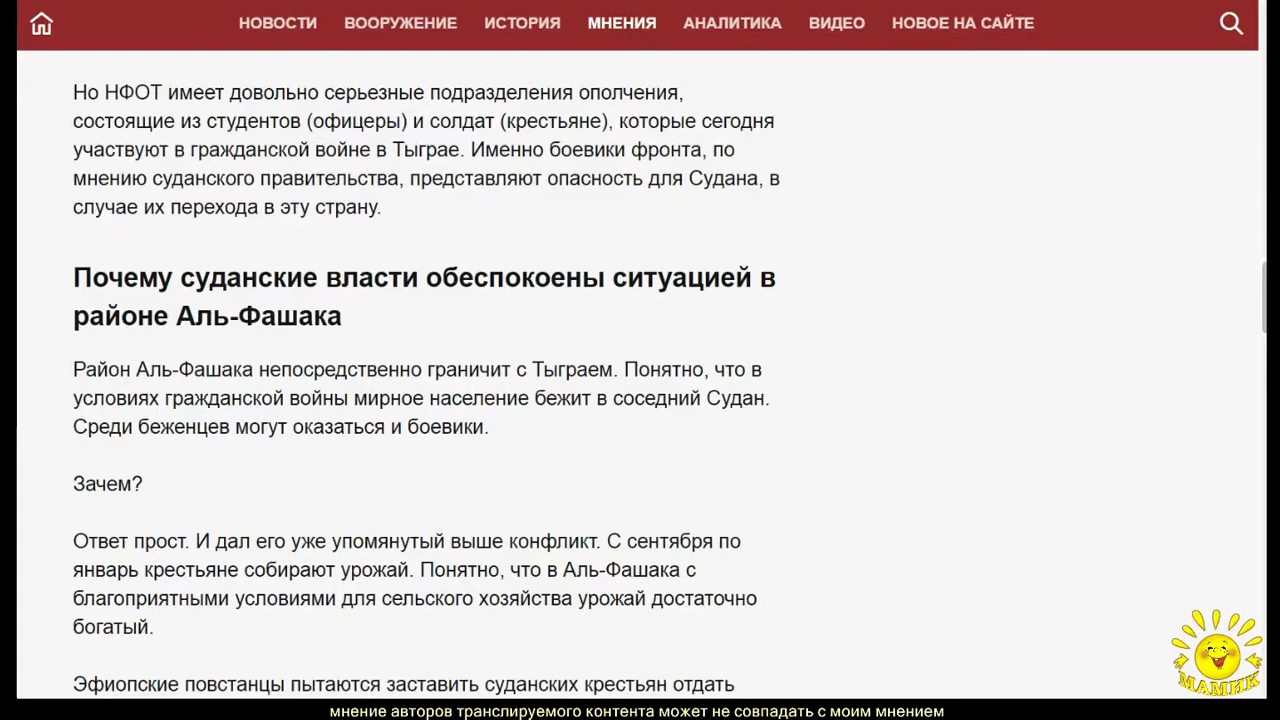 НОВОСТИ ВООРУЖЕНИЕ ИСТОРИЯ МНЕНИЯ АНАЛИТИКА ВИДЕО НОВОЕ НА САЙТЕ
Но НФОТ имеет довольно серьезные подразделения ополчения,
состоящие из студентов (офицеры) и солдат (крестьяне), которые сегодня
участвуют в гражданской войне в Тыграе. Именно боевики фронта, по
мнению суданского правительства, представляют опасность для Судана, в
случае их перехода в эту страну.
Почему суданские власти обеспокоены ситуацией в
районе Аль-Фашака
Район Аль-Фашака непосредственно граничит с Тыграем. Понятно, что в
условиях гражданской войны мирное население бежит в соседний Судан.
Среди беженцев могут оказаться и боевики.
Зачем?
Ответ прост. И дал его уже упомянутый выше конфликт. С сентября по
январь крестьяне собирают урожай. Понятно, что в Аль-Фашака с
благоприятными условиями для сельского хозяйства урожай достаточно
богатый.
Эфиопские повстанцы пытаются заставить суданских крестьян отдать
МАМИК
мнение авторов транслируемого контента может не совпадать с моим мнением